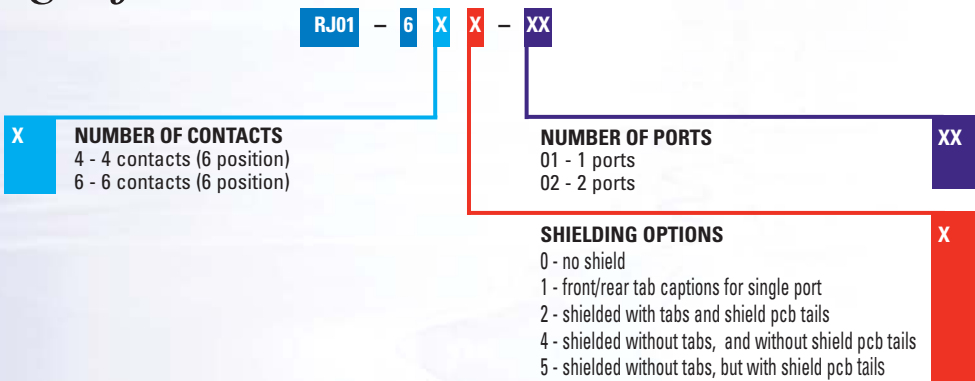 RJ01 – 6 X X – XX
X
NUMBER OF CONTACTS
4 - 4 contacts (6 position)
6 - 6 contacts (6 position)
NUMBER OF PORTS
01 - 1 ports
02 - 2 ports
XX
SHIELDING OPTIONS
0 - no shield
1 - front/rear tab captions for single port
2 - shielded with tabs and shield pcb tails
4 - shielded without tabs, and without shield pcb tails
5 - shielded without tabs, but with shield pcb tails
X